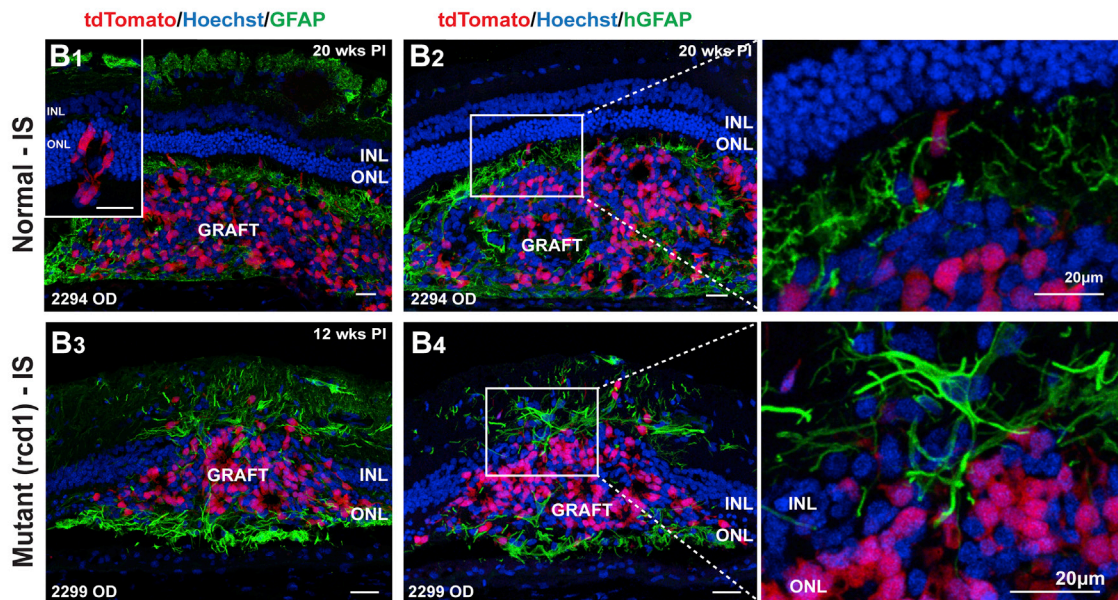 tdTomato/Hoechst/GFAP
tdTomato/Hoechst/hGFAP
Normal - IS
B1
20 wks PI
INL
ONL
INL
ONL
GRAFT
2294 OD
B2
20 wks PI
INL
ONL
GRAFT
2294 OD
20µm
Mutant (rcd1) - IS
B3
12 wks PI
GRAFT
INL
ONL
2299 OD
B4
GRAFT
GRAFT
INL
ONL
2299 OD
INL
ONL
20µm